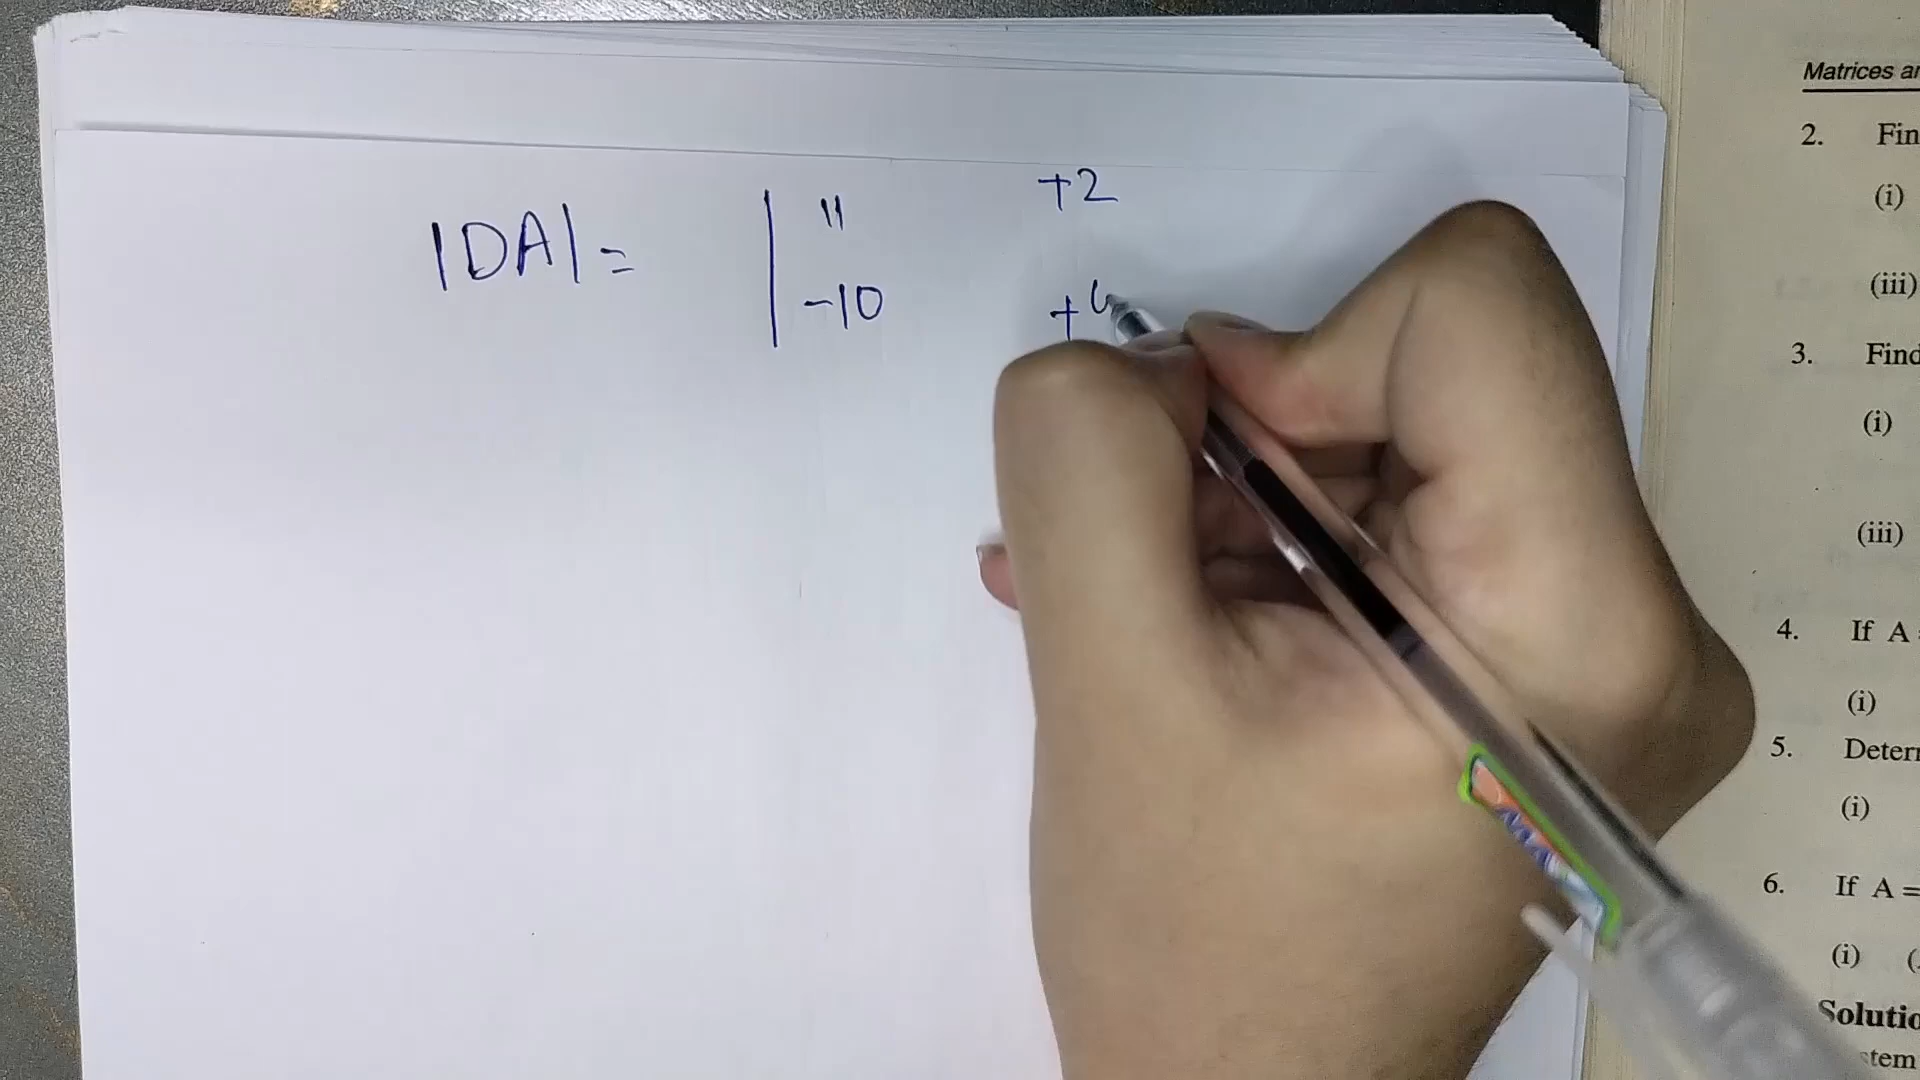 |DA| = | 11 +2
-10 +
Matrices
2. Fin
(i)
(iii)
3. Find
(i)
(iii)
4. If A
(i)
5. Deter
(i)
6. If A =
(i) (
Solutio
stem